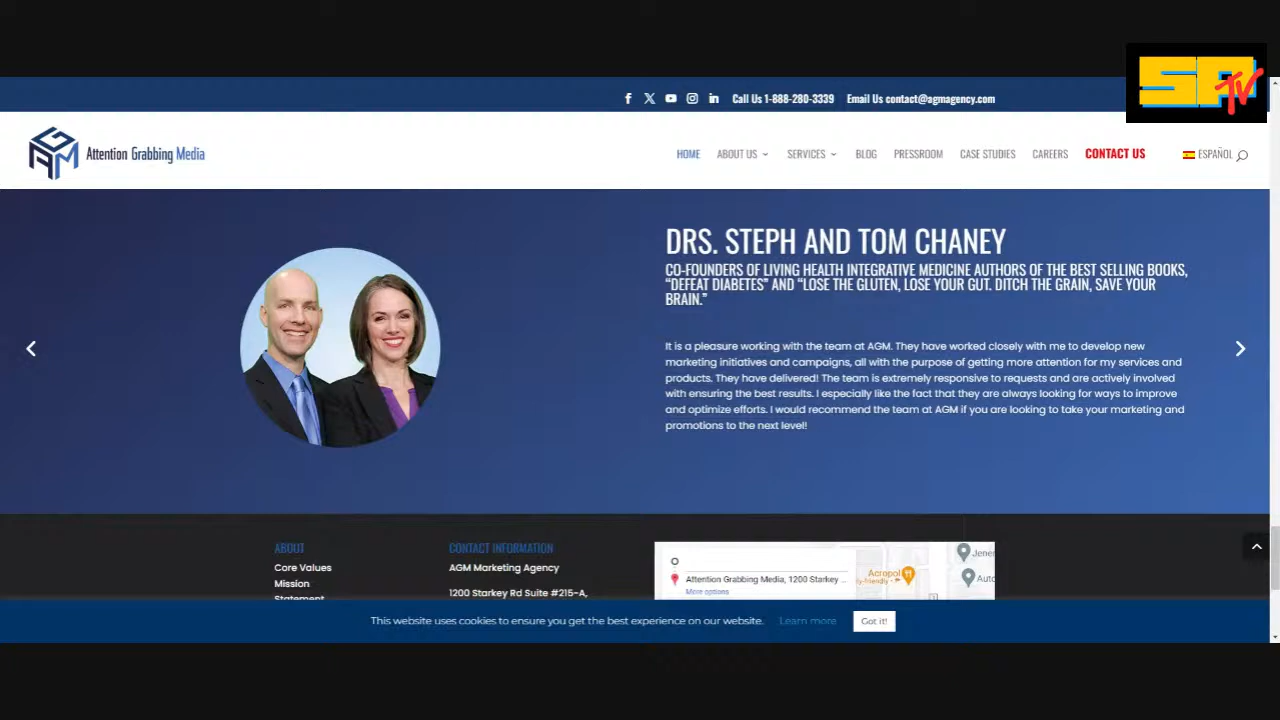 SP TV
Call Us 1-888-280-3339 Email Us contact@agmagency.com
AGM Attention Grabbing Media
HOME ABOUT US SERVICES BLOG PRESSROOM CASE STUDIES CAREERS CONTACT US ESPAÑOL
DRS. STEPH AND TOM CHANEY
CO-FOUNDERS OF LIVING HEALTH INTEGRATIVE MEDICINE AUTHORS OF THE BEST SELLING BOOKS,
“DEFEAT DIABETES” AND “LOSE THE GLUTEN, LOSE YOUR GUT. DITCH THE GRAIN, SAVE YOUR
BRAIN.”
It is a pleasure working with the team at AGM. They have worked closely with me to develop new
marketing initiatives and campaigns, all with the purpose of getting more attention for my services and
products. They have delivered! The team is extremely responsive to requests and are actively involved
with ensuring the best results. I especially like the fact that they are always looking for ways to improve
and optimize efforts. I would recommend the team at AGM if you are looking to take your marketing and
promotions to the next level!
ABOUT
Core Values
Mission
Statement
CONTACT INFORMATION
AGM Marketing Agency
1200 Starkey Rd Suite #215-A,
Attention Grabbing Media, 1200 Starkey ...
More options
Acropol
ly-friendly
Jener
Auto
This website uses cookies to ensure you get the best experience on our website. Learn more Got it!